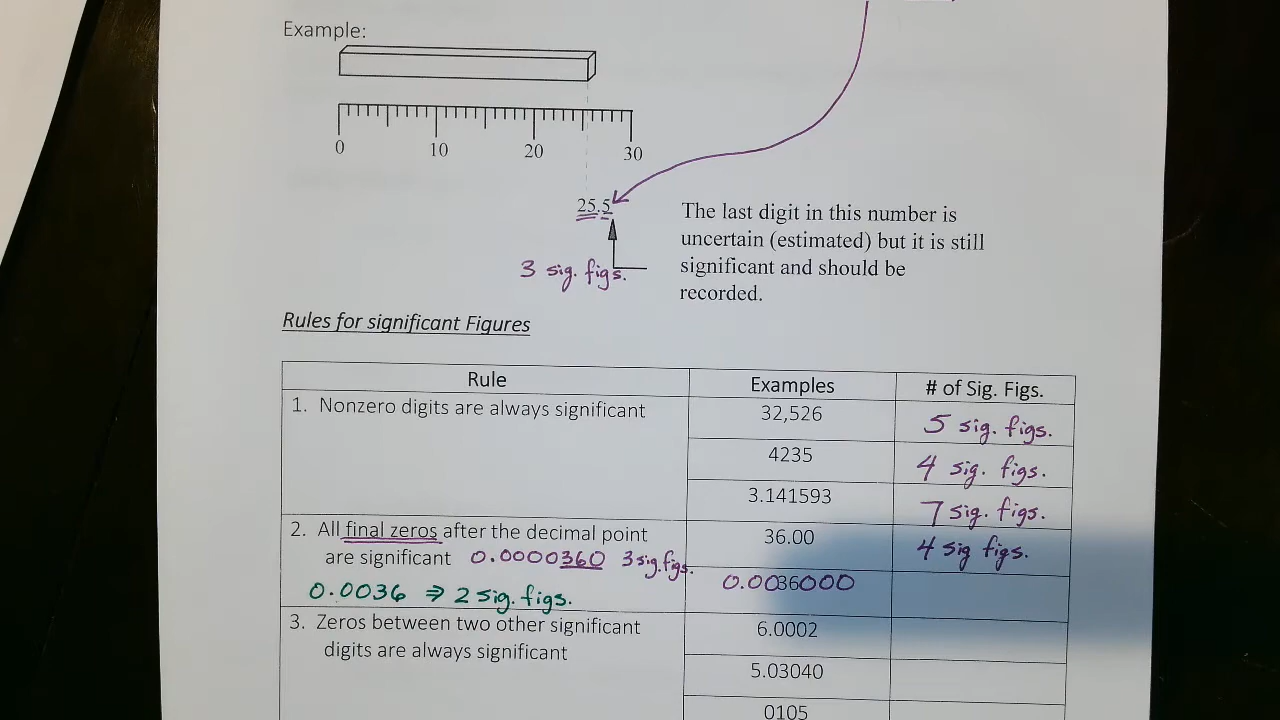 Example:
0 10 20 30
25.5
3 sig. figs.
The last digit in this number is
uncertain (estimated) but it is still
significant and should be
recorded.
Rules for significant Figures
Rule Examples # of Sig. Figs.
1. Nonzero digits are always significant 32,526 5 sig. figs.
4235 4 sig. figs.
3.141593 7 sig. figs.
2. All final zeros after the decimal point 36.00 4 sig figs.
are significant 0.0000360 3 sig. figs.
0.0036 ⇒ 2 sig. figs. 0.0036000
3. Zeros between two other significant 6.0002
digits are always significant
5.03040
0105